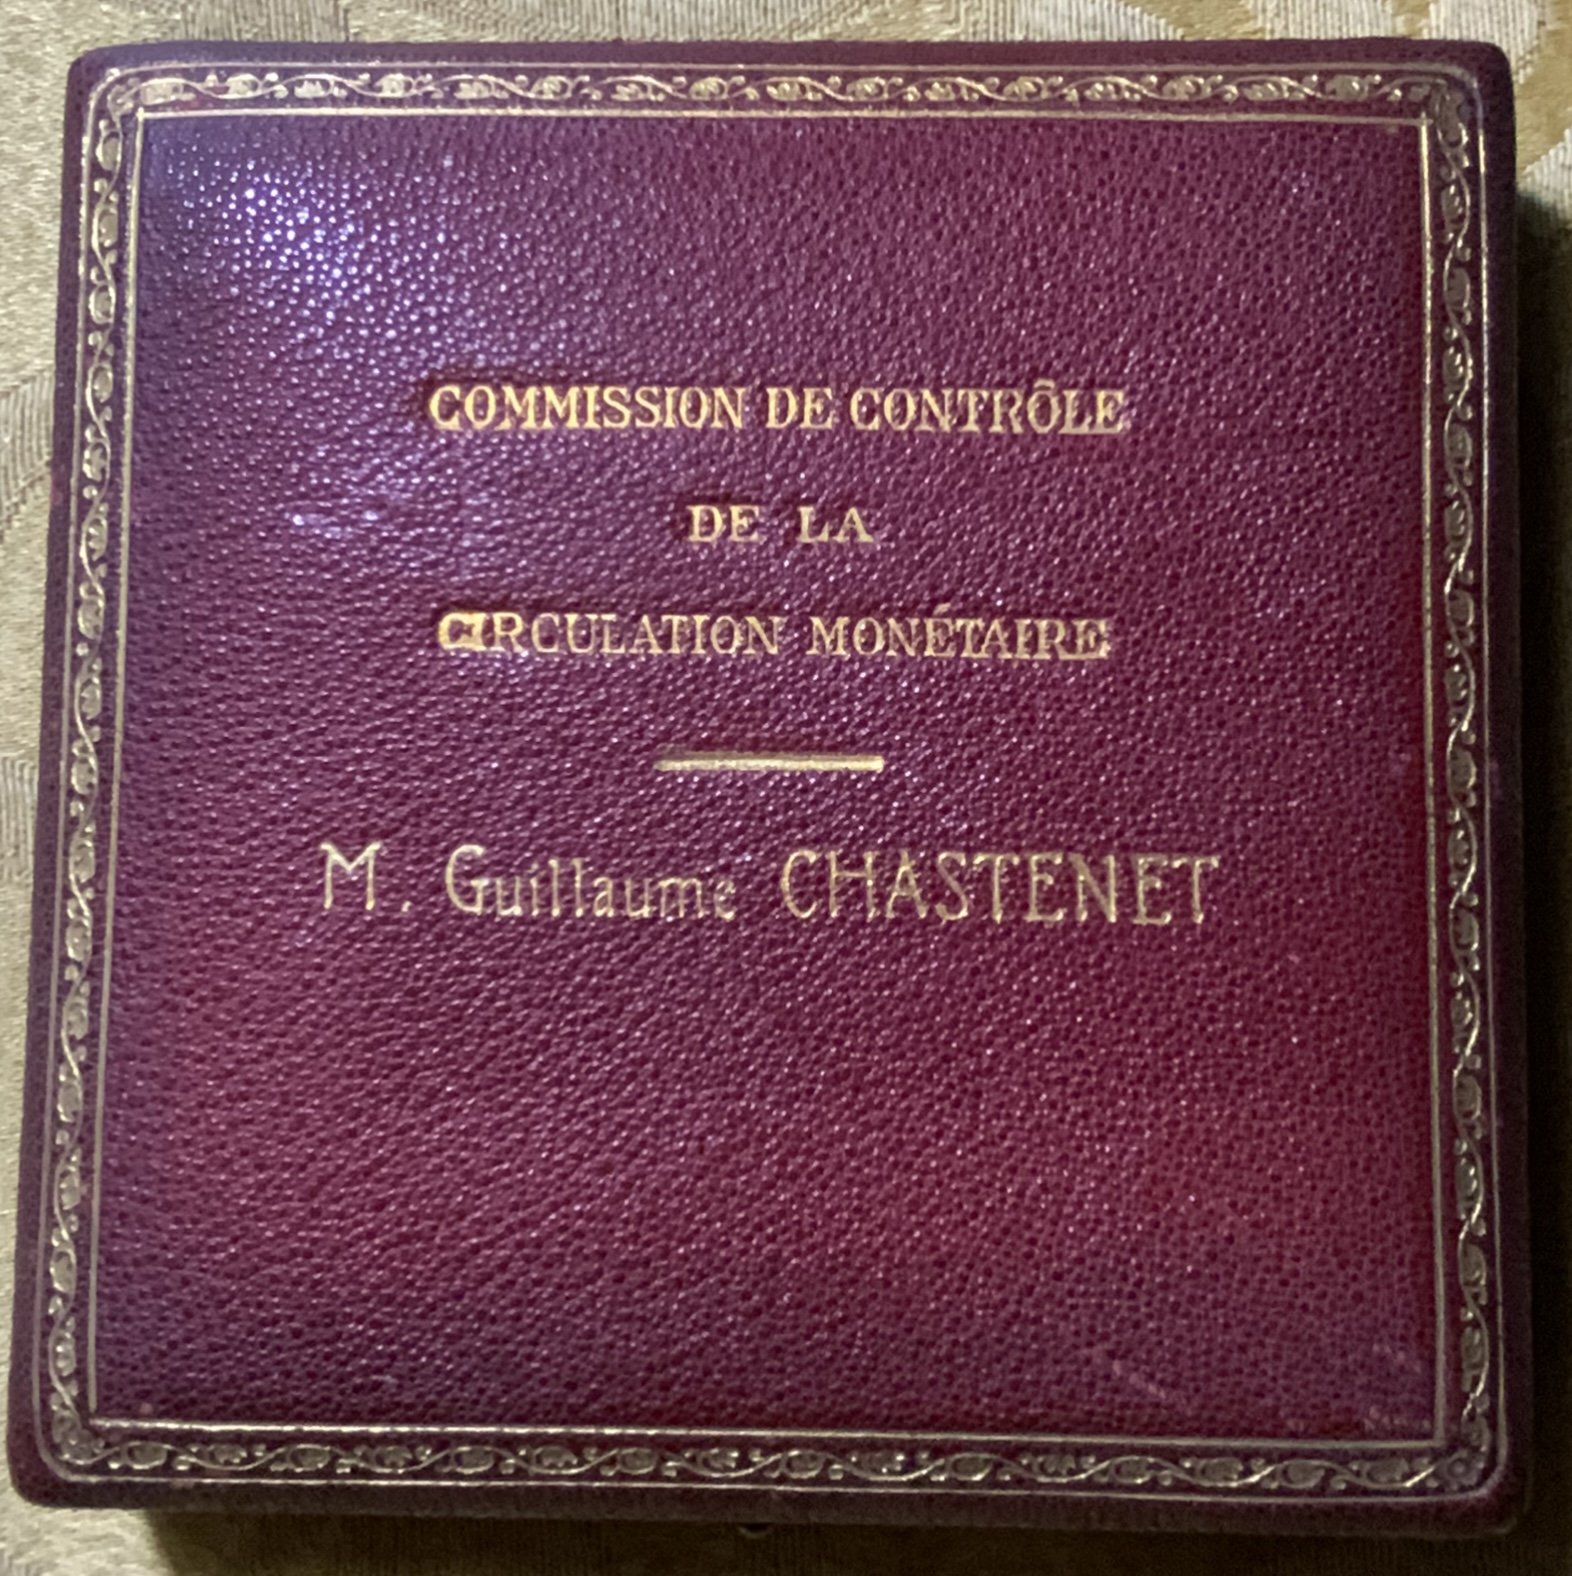 COMMISSION DE CONTRÔLE
DE LA
CIRCULATION MONÉTAIRE
M. Guillaume CHASTENET